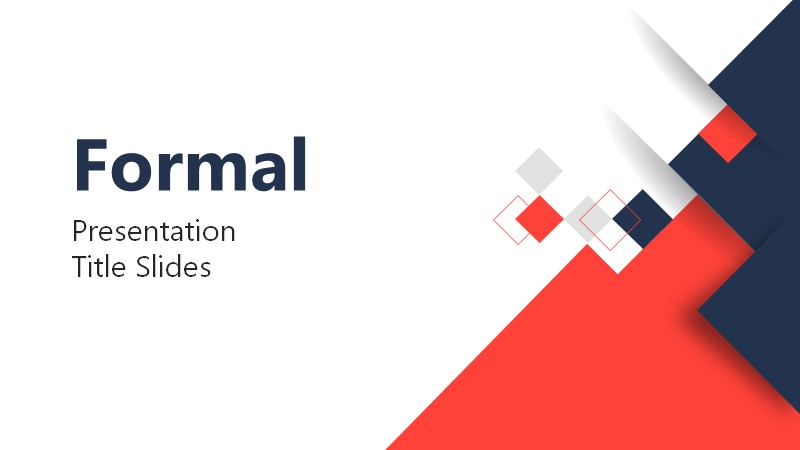 Formal
Presentation
Title Slides